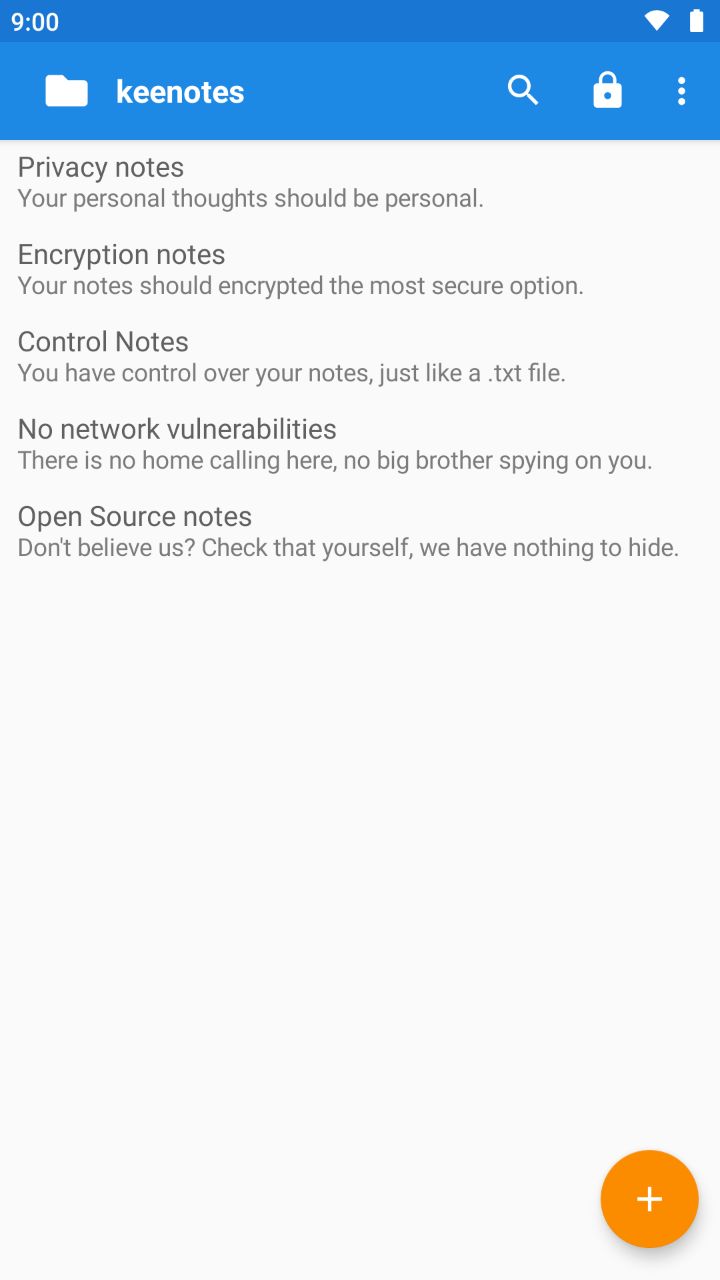 9:00
keenotes
Privacy notes
Your personal thoughts should be personal.
Encryption notes
Your notes should encrypted the most secure option.
Control Notes
You have control over your notes, just like a .txt file.
No network vulnerabilities
There is no home calling here, no big brother spying on you.
Open Source notes
Don't believe us? Check that yourself, we have nothing to hide.